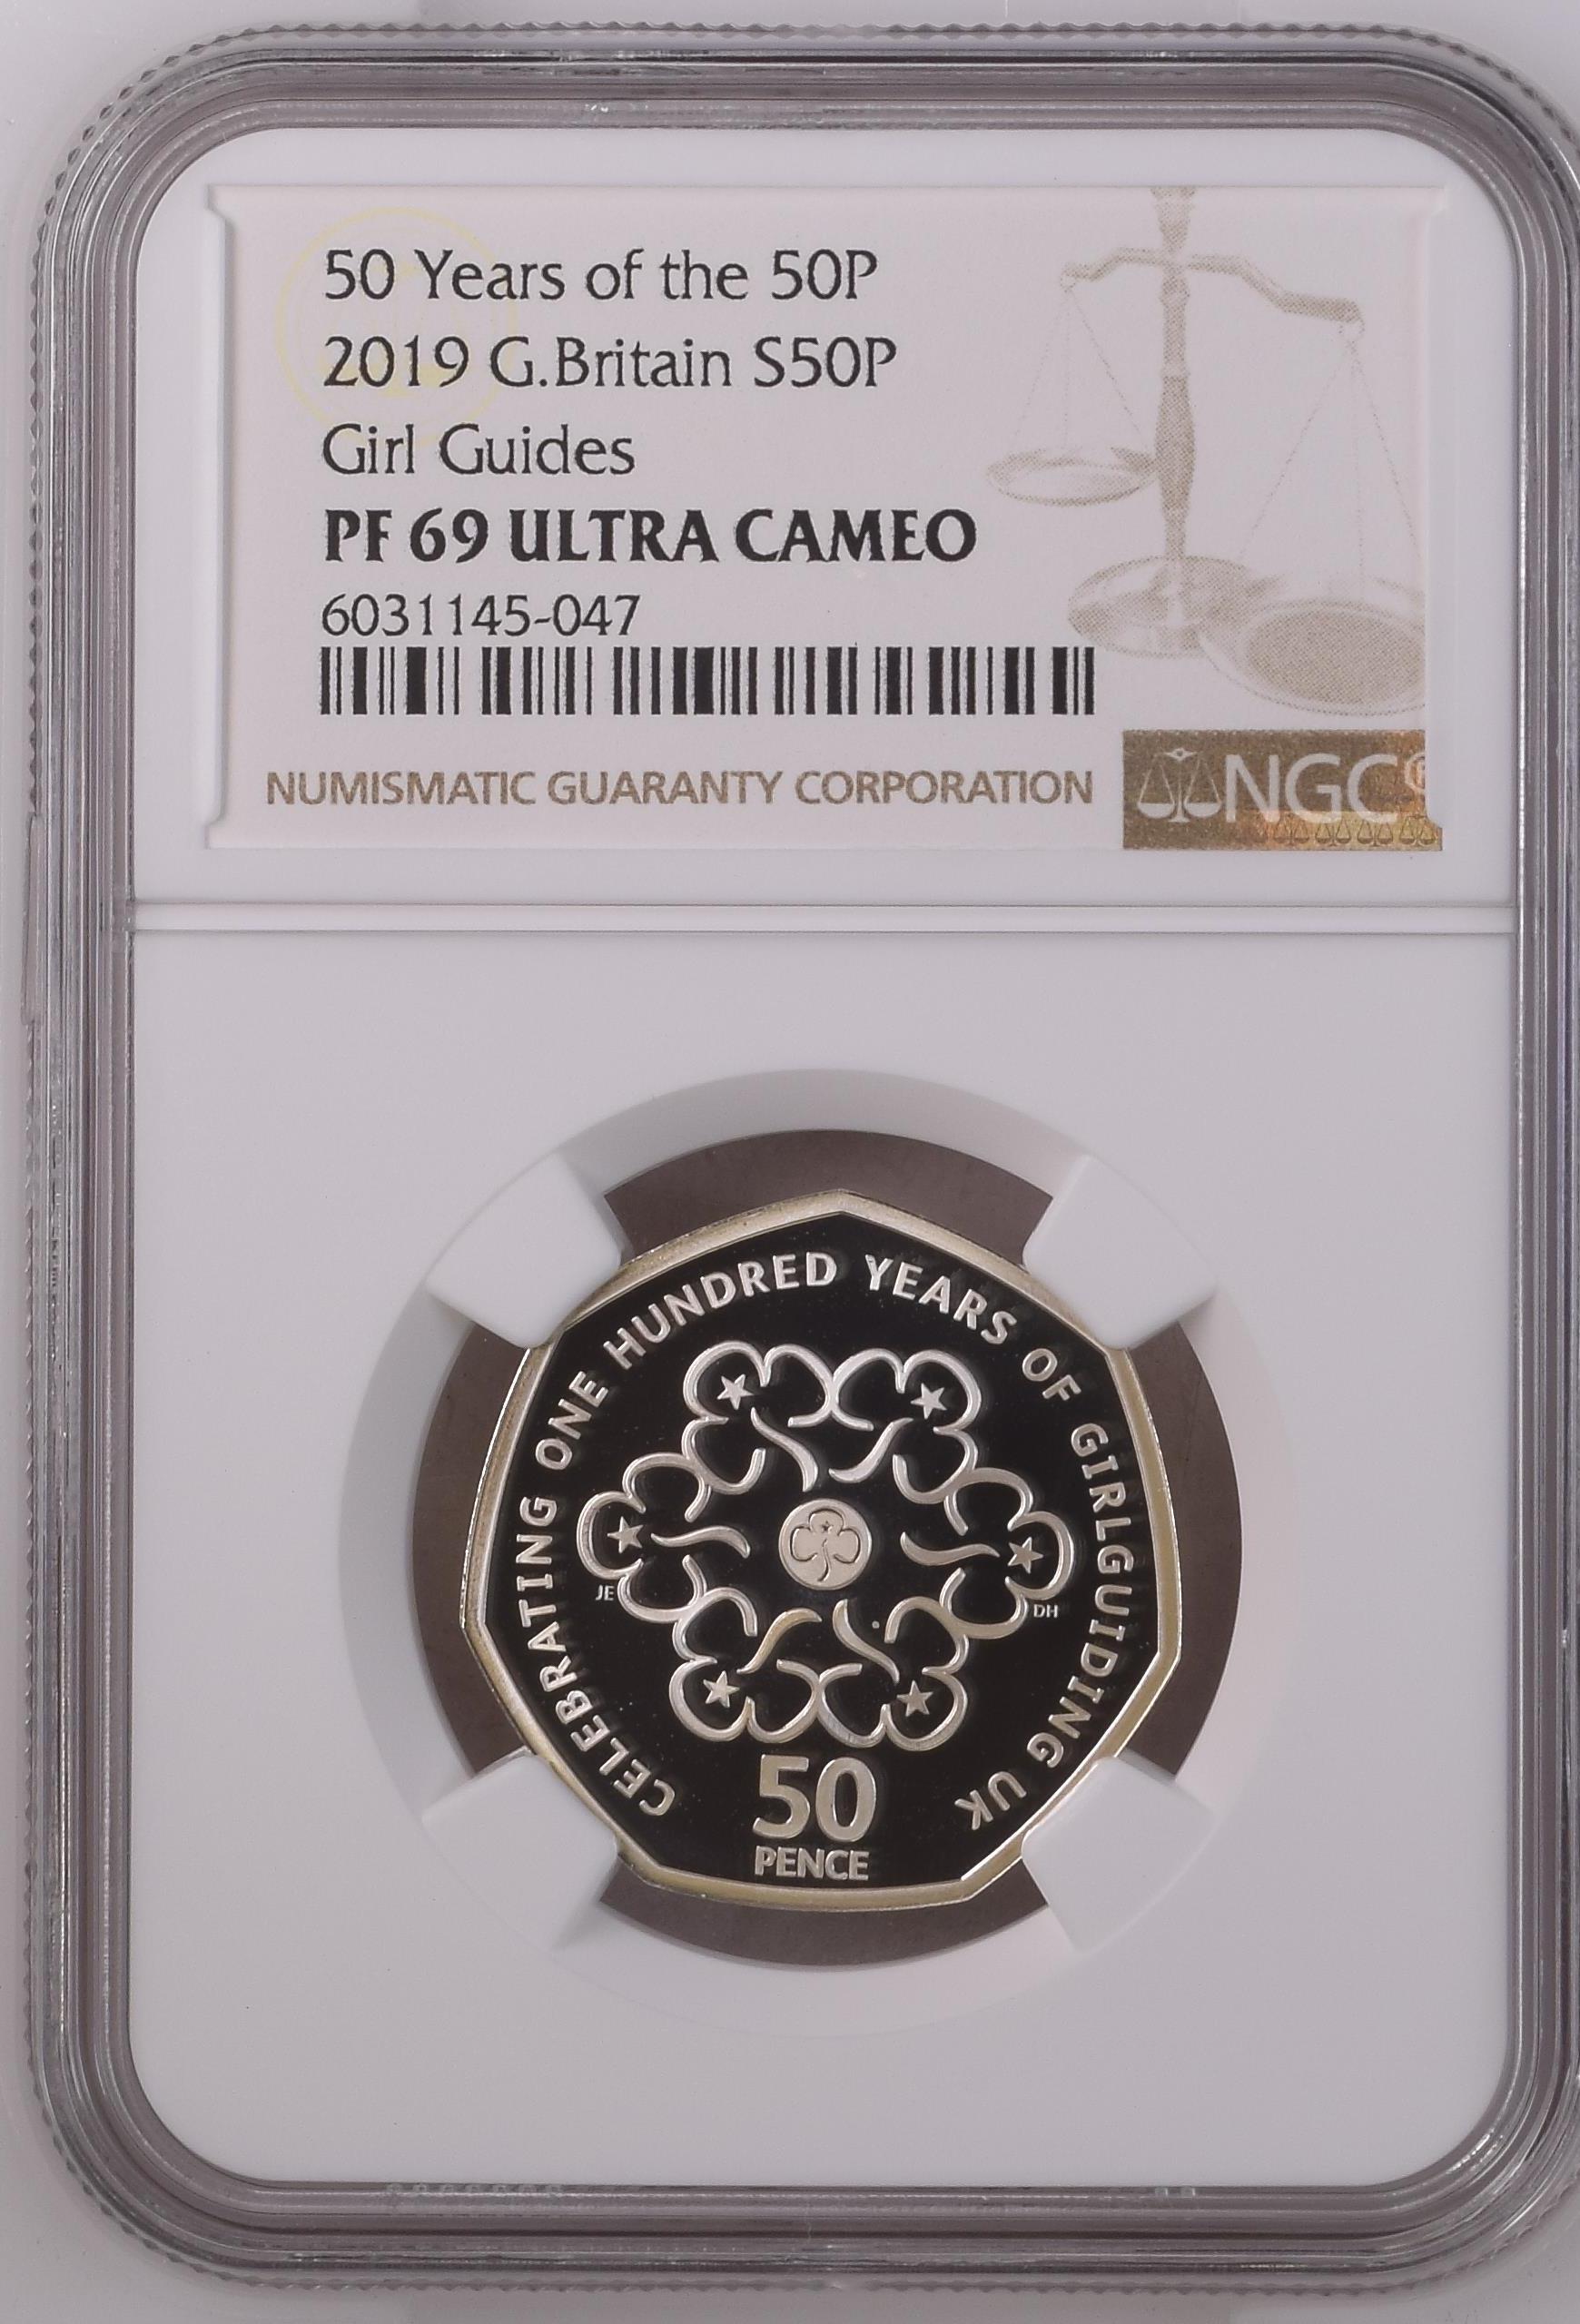 50 Years of the 50P
2019 G.Britain S50P
Girl Guides
PF 69 ULTRA CAMEO
6031145-047
NUMISMATIC GUARANTY CORPORATION
NGC®
CELEBRATING ONE HUNDRED YEARS OF GIRLGUIDING UK
JE
DH
50
PENCE